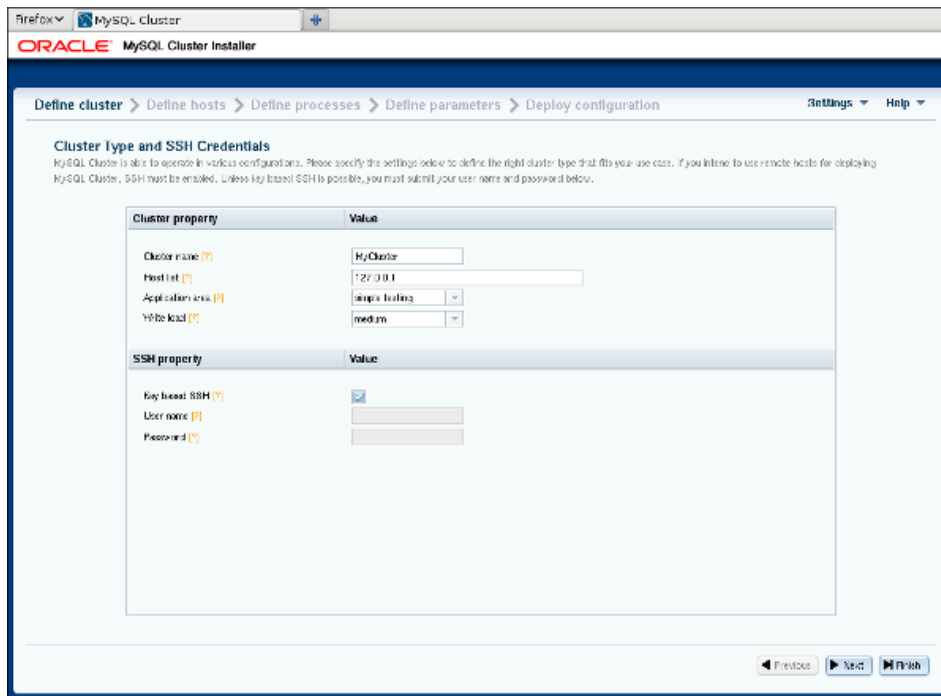 Firefox MySQL Cluster
ORACLE MySQL Cluster Installer
Define cluster Define hosts Define processes Define parameters Deploy configuration Settings Help
Cluster Type and SSH Credentials
MySQL Cluster is able to operate in various configurations. Please specify the settings below to define the right cluster type that fits your use case. If you intend to use remote hosts for deploying
MySQL Cluster, SSH must be enabled. Unless key based SSH is possible, you must submit your user name and password below.
Cluster property Value
Cluster name [?] MyCluster
Host list [?] 127.0.0.1
Application area [?] simple testing
Write load [?] medium
SSH property Value
Key based SSH [?]
User name [?]
Password [?]
Previous Next Finish